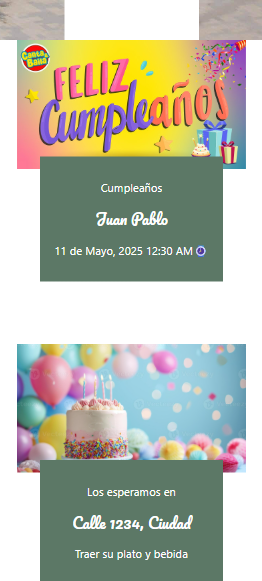 Canta & Baila
FELIZ
Cumpleaños
Cumpleaños
Juan Pablo
11 de Mayo, 2025 12:30 AM
Los esperamos en
Calle 1234, Ciudad
Traer su plato y bebida